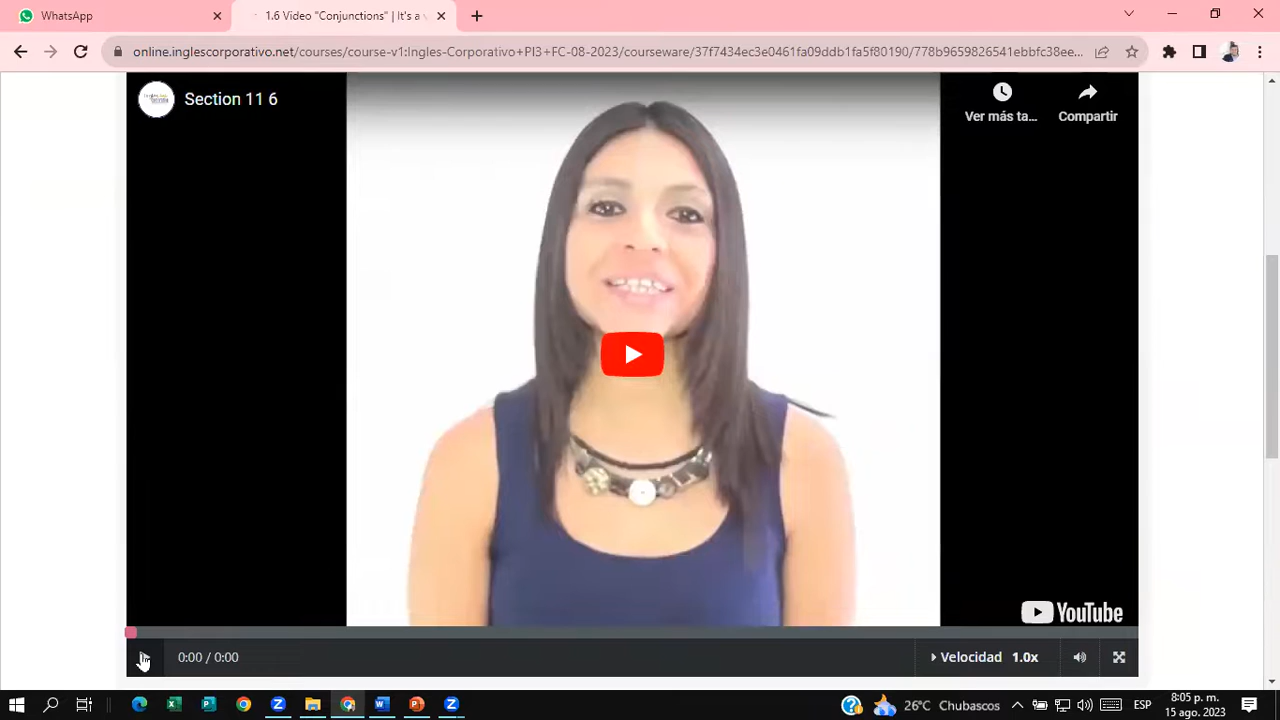 WhatsApp
1.6 Video "Conjunctions" | It's a v
online.inglescorporativo.net/courses/course-v1:Ingles-Corporativo+PI3+FC-08-2023/courseware/37f7434ec3e0461fa09ddb1fa5f80190/778b9659826541ebbfc38ee...
Section 11 6
Ver más ta...
Compartir
YouTube
0:00 / 0:00
Velocidad 1.0x
26°C Chubascos
ESP
8:05 p. m.
15 ago. 2023